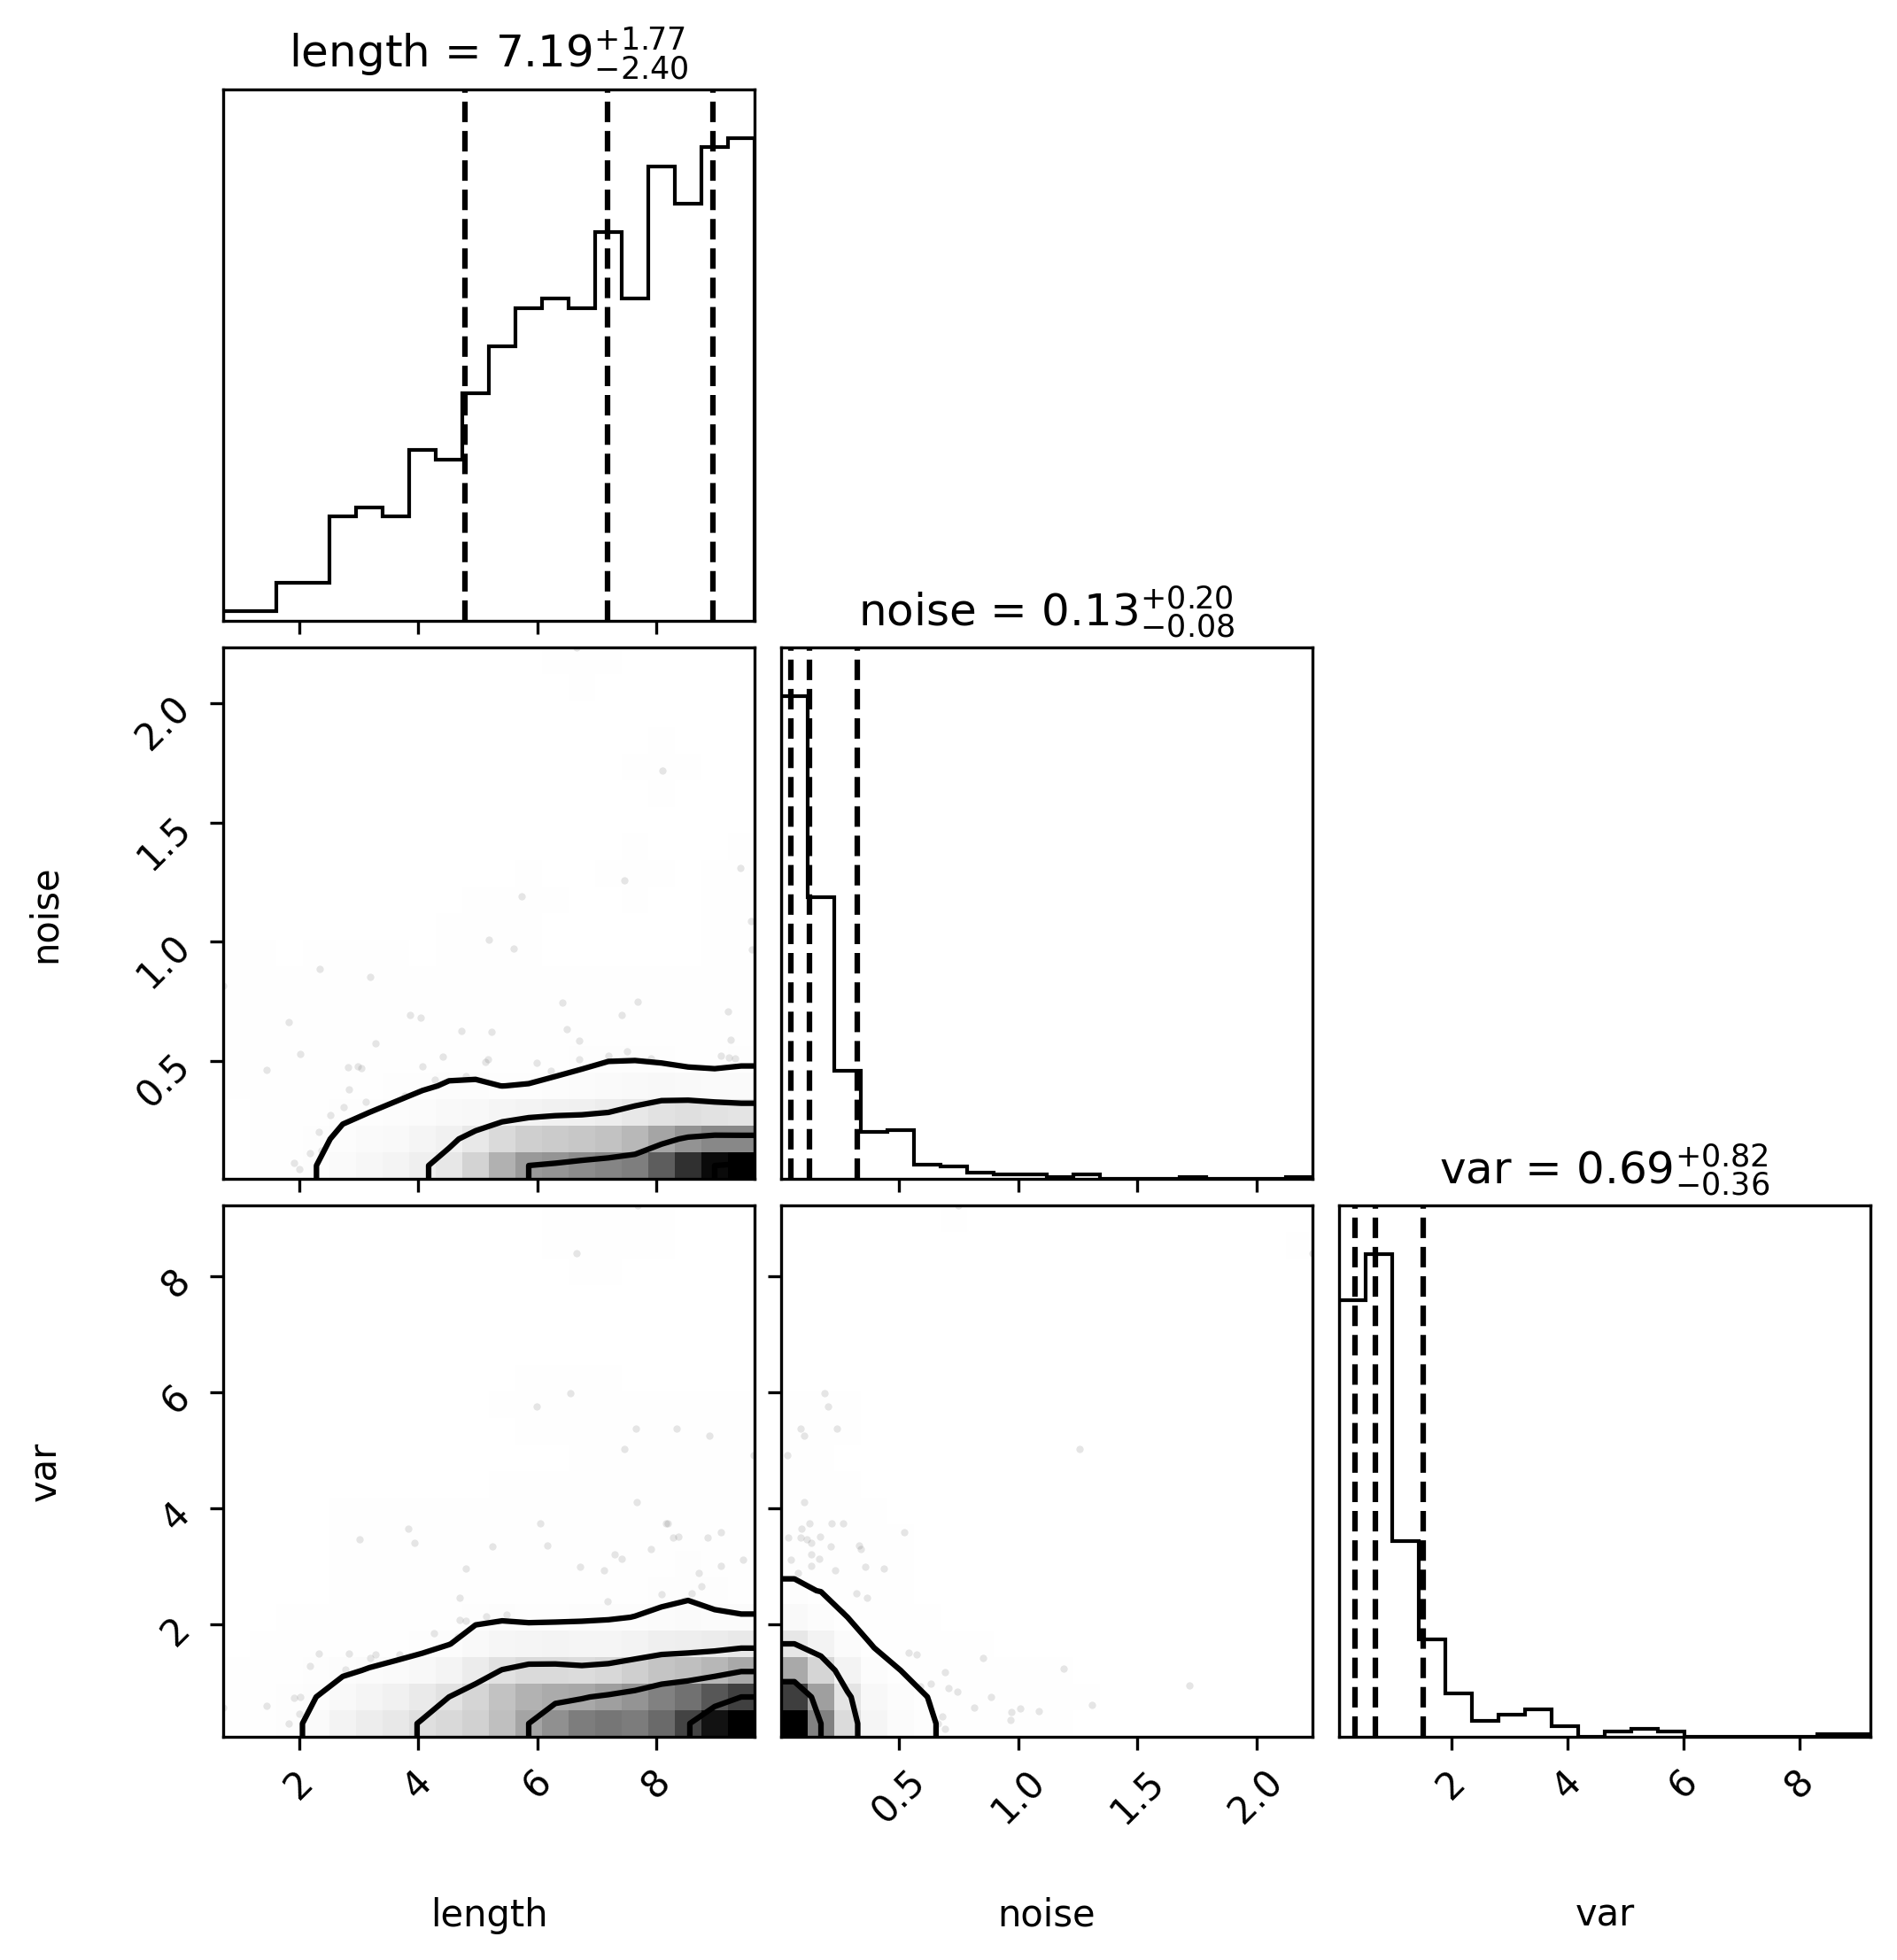 length = 7.19 +1.77 −2.40
noise = 0.13 +0.20 −0.08
2.0
1.5
1.0
0.5
noise
var = 0.69 +0.82 −0.36
8
6
4
2
var
2 4 6 8 0.5 1.0 1.5 2.0 2 4 6 8
length noise var